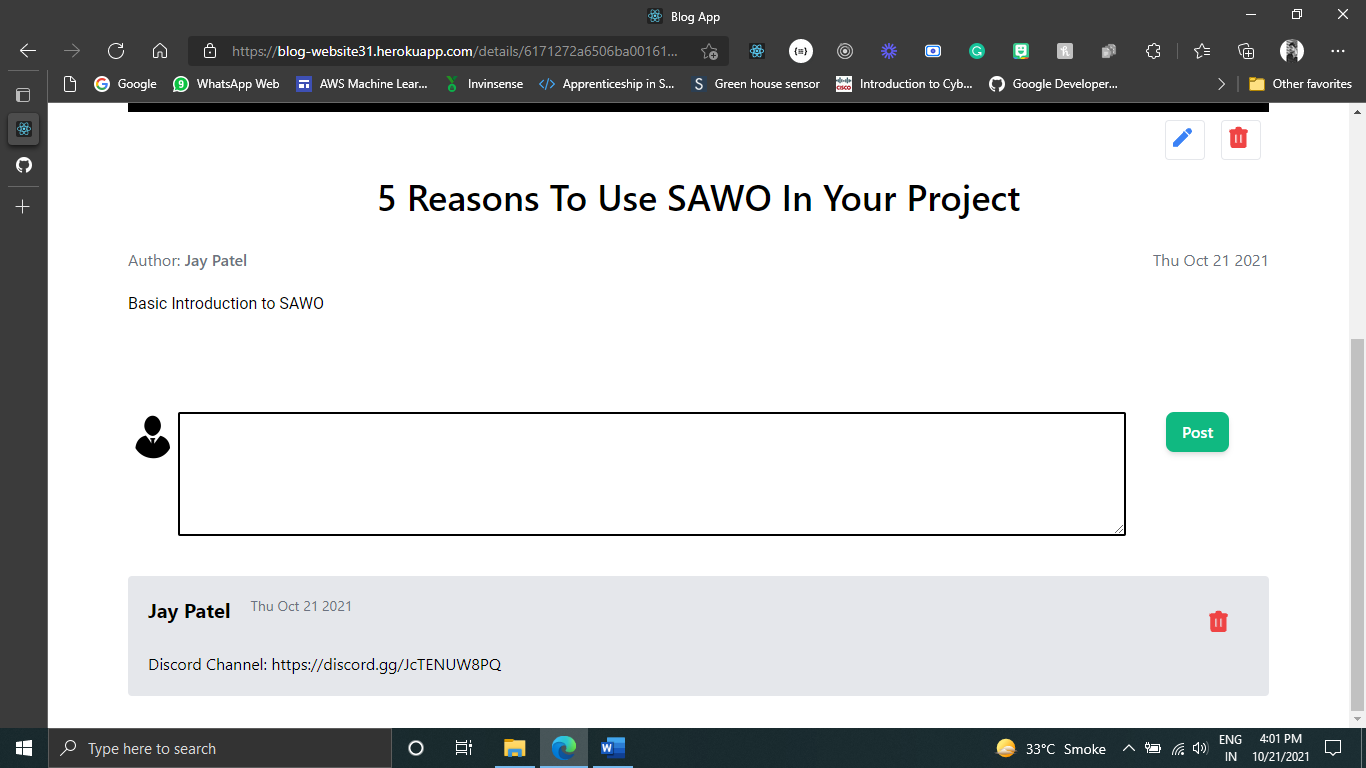 Blog App
https://blog-website31.herokuapp.com/details/6171272a6506ba00161...
Google WhatsApp Web AWS Machine Lear... Invinsense Apprenticeship in S... Green house sensor Introduction to Cyb... Google Developer... Other favorites
5 Reasons To Use SAWO In Your Project
Author: Jay Patel Thu Oct 21 2021
Basic Introduction to SAWO
Post
Jay Patel Thu Oct 21 2021
Discord Channel: https://discord.gg/JcTENUW8PQ
Type here to search
33°C Smoke
ENG
IN
4:01 PM
10/21/2021